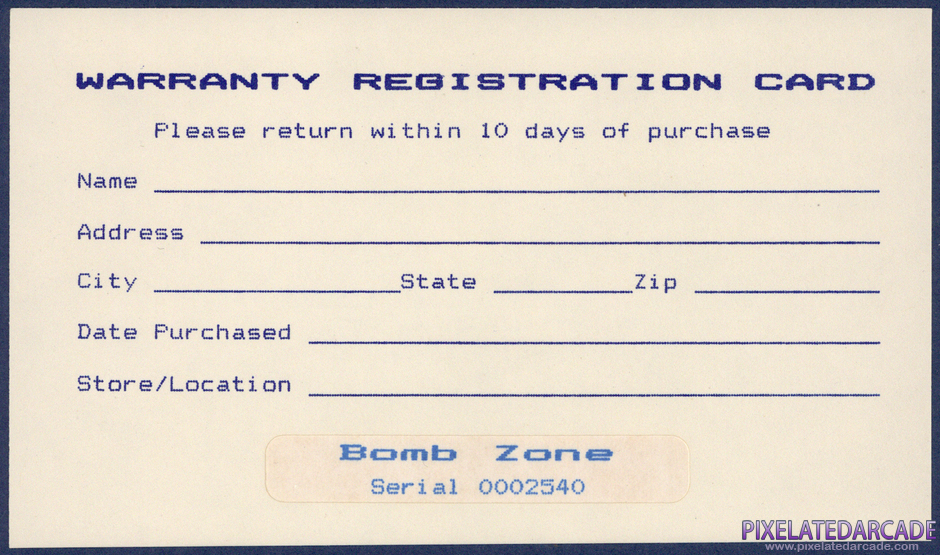 WARRANTY REGISTRATION CARD
Please return within 10 days of purchase
Name
Address
City State Zip
Date Purchased
Store/Location
Bomb Zone
Serial 0002540
PIXELATEDARCADE
www.pixelatedarcade.com